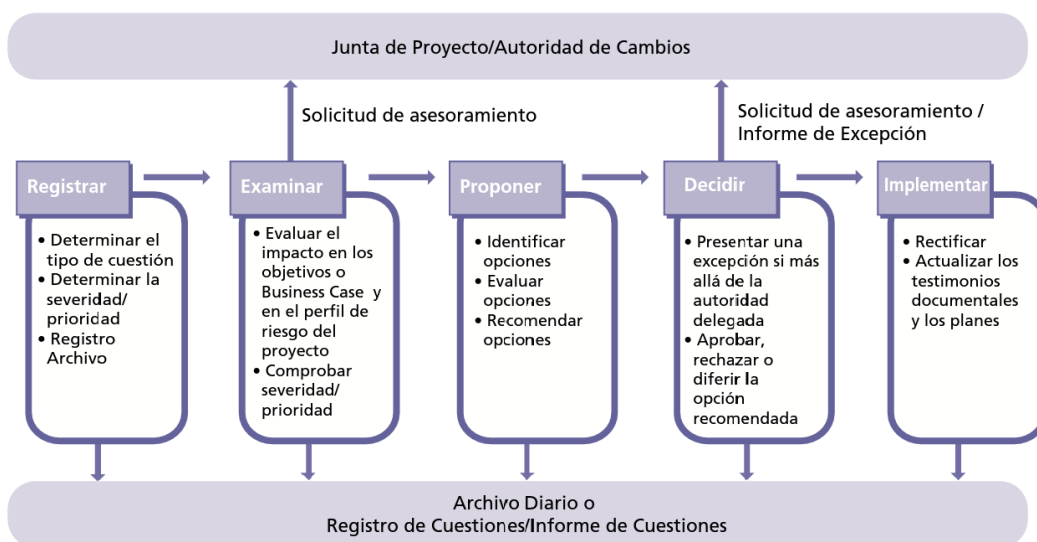 Junta de Proyecto/Autoridad de Cambios
Solicitud de asesoramiento
Solicitud de asesoramiento /
Informe de Excepción
Registrar
• Determinar el
tipo de cuestión
• Determinar la
severidad/
prioridad
• Registro
Archivo
Examinar
• Evaluar el
impacto en los
objetivos o
Business Case y
en el perfil de
riesgo del
proyecto
• Comprobar
severidad/
prioridad
Proponer
• Identificar
opciones
• Evaluar
opciones
• Recomendar
opciones
Decidir
• Presentar una
excepción si más
allá de la
autoridad
delegada
• Aprobar,
rechazar o
diferir la
opción
recomendada
Implementar
• Rectificar
• Actualizar los
testimonios
documentales
y los planes
Archivo Diario o
Registro de Cuestiones/Informe de Cuestiones